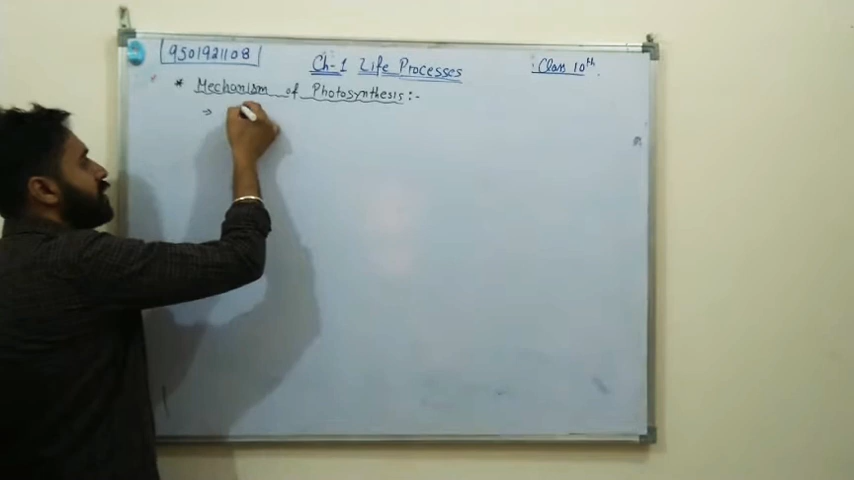 9501921108 Ch-1 Life Processes Class 10th
* Mechanism of Photosynthesis :-
→